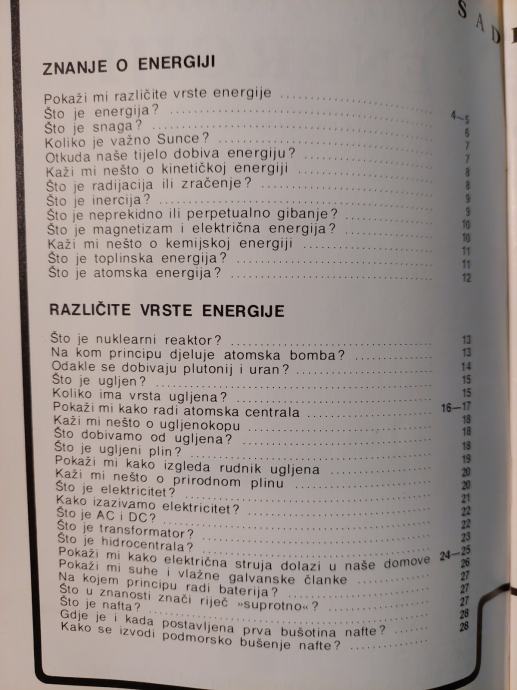 SAD
ZNANJE O ENERGIJI
Pokaži mi različite vrste energije ........ 4—5
Što je energija? ........ 6
Što je snaga? ........ 7
Koliko je važno Sunce? ........ 7
Otkuda naše tijelo dobiva energiju? ........ 8
Kaži mi nešto o kinetičkoj energiji ........ 8
Što je radijacija ili zračenje? ........ 9
Što je inercija? ........ 9
Što je neprekidno ili perpetualno gibanje? ........ 10
Što je magnetizam i električna energija? ........ 10
Kaži mi nešto o kemijskoj energiji ........ 11
Što je toplinska energija? ........ 11
Što je atomska energija? ........ 12
RAZLIČITE VRSTE ENERGIJE
Što je nuklearni reaktor? ........ 13
Na kom principu djeluje atomska bomba? ........ 13
Odakle se dobivaju plutonij i uran? ........ 14
Što je ugljen? ........ 15
Koliko ima vrsta ugljena? ........ 15
Pokaži mi kako radi atomska centrala ........ 16—17
Kaži mi nešto o ugljenokopu ........ 18
Što dobivamo od ugljena? ........ 18
Što je ugljeni plin? ........ 18
Pokaži mi kako izgleda rudnik ugljena ........ 19
Kaži mi nešto o prirodnom plinu ........ 20
Što je elektricitet? ........ 20
Kako izazivamo elektricitet? ........ 21
Što je AC i DC? ........ 22
Što je transformator? ........ 22
Što je hidrocentrala? ........ 23
Pokaži mi kako električna struja dolazi u naše domove 24—25
Pokaži mi suhe i vlažne galvanske članke ........ 26
Na kojem principu radi baterija? ........ 27
Što u znanosti znači riječ »suprotno«? ........ 27
Što je nafta? ........ 27
Gdje je i kada postavljena prva bušotina nafte? ........ 28
Kako se izvodi podmorsko bušenje nafte? ........ 28